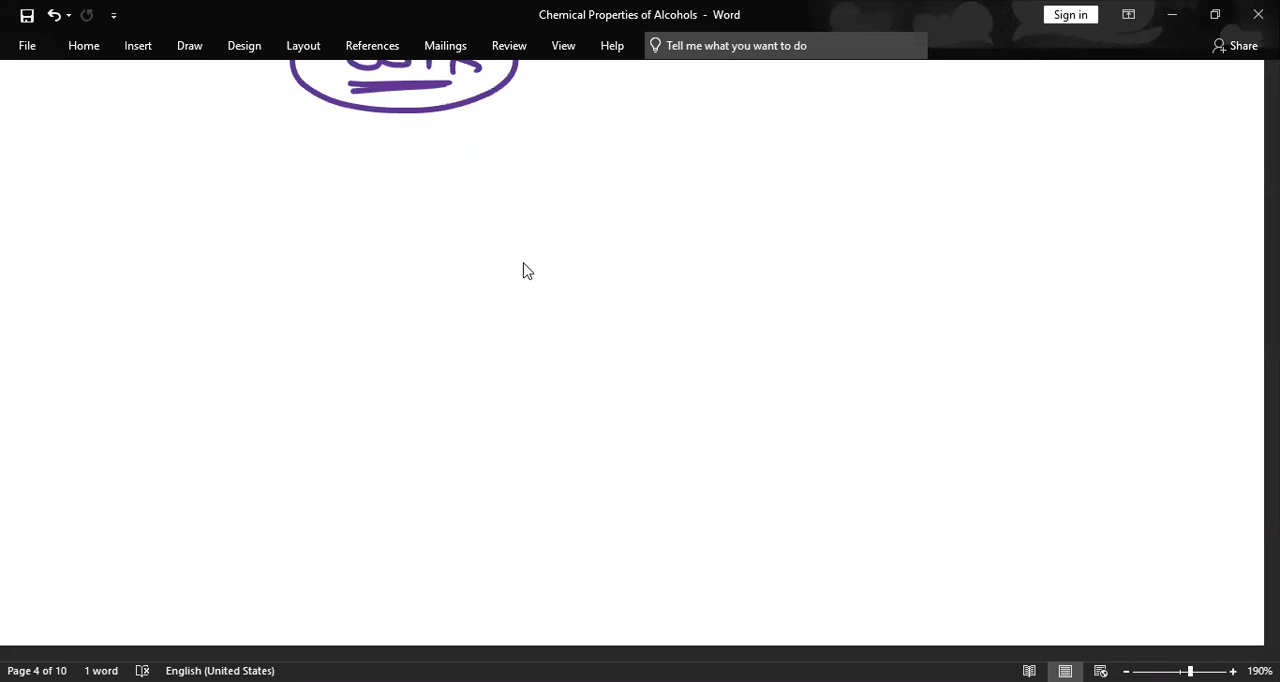 Chemical Properties of Alcohols - Word
Sign in
File Home Insert Draw Design Layout References Mailings Review View Help Tell me what you want to do Share
Page 4 of 10 1 word English (United States) 190%